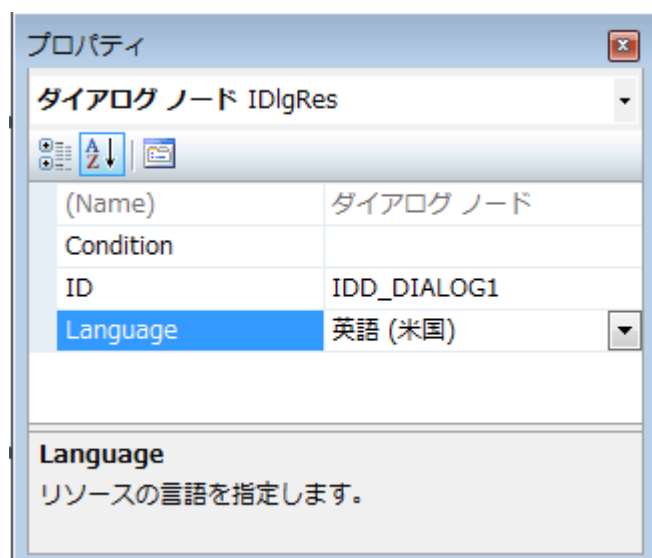 プロパティ
ダイアログ ノード IDlgRes
(Name) ダイアログ ノード
Condition
ID IDD_DIALOG1
Language 英語 (米国)
Language
リソースの言語を指定します。